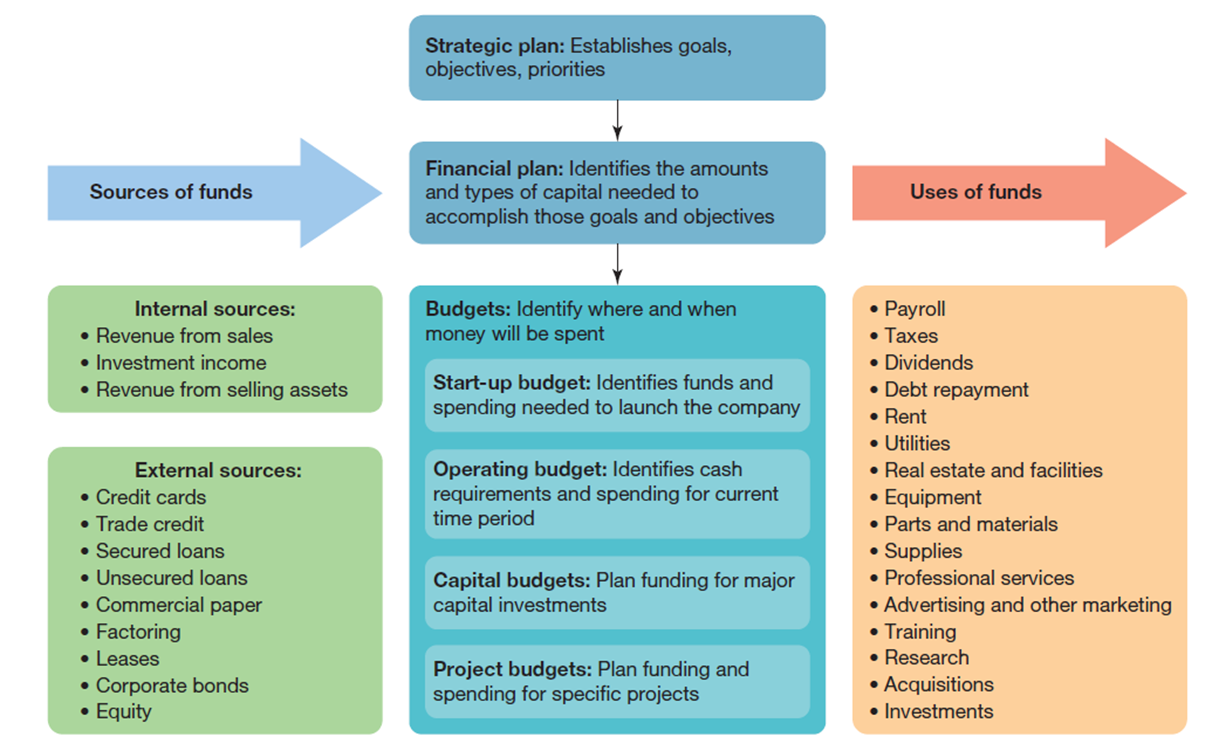 Strategic plan: Establishes goals,
objectives, priorities
Sources of funds
Financial plan: Identifies the amounts
and types of capital needed to
accomplish those goals and objectives
Uses of funds
Internal sources:
• Revenue from sales
• Investment income
• Revenue from selling assets
External sources:
• Credit cards
• Trade credit
• Secured loans
• Unsecured loans
• Commercial paper
• Factoring
• Leases
• Corporate bonds
• Equity
Budgets: Identify where and when
money will be spent
Start-up budget: Identifies funds and
spending needed to launch the company
Operating budget: Identifies cash
requirements and spending for current
time period
Capital budgets: Plan funding for major
capital investments
Project budgets: Plan funding and
spending for specific projects
• Payroll
• Taxes
• Dividends
• Debt repayment
• Rent
• Utilities
• Real estate and facilities
• Equipment
• Parts and materials
• Supplies
• Professional services
• Advertising and other marketing
• Training
• Research
• Acquisitions
• Investments